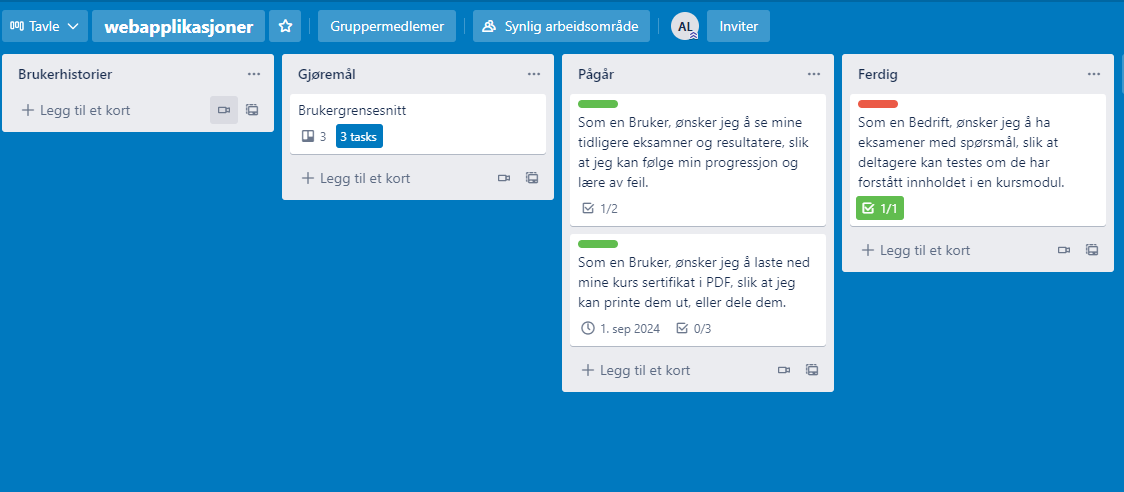 Tavle
webapplikasjoner
Gruppermedlemer
Synlig arbeidsområde
AL
Inviter
Brukerhistorier
Legg til et kort
Gjøremål
Brukergrensesnitt
3
3 tasks
Legg til et kort
Pågår
Som en Bruker, ønsker jeg å se mine
tidligere eksamner og resultatere, slik
at jeg kan følge min progressjon og
lære av feil.
1/2
Som en Bruker, ønsker jeg å laste ned
mine kurs sertifikat i PDF, slik at jeg
kan printe dem ut, eller dele dem.
1. sep 2024
0/3
Legg til et kort
Ferdig
Som en Bedrift, ønsker jeg å ha
eksamener med spørsmål, slik at
deltagere kan testes om de har
forstått innholdet i en kursmodul.
1/1
Legg til et kort